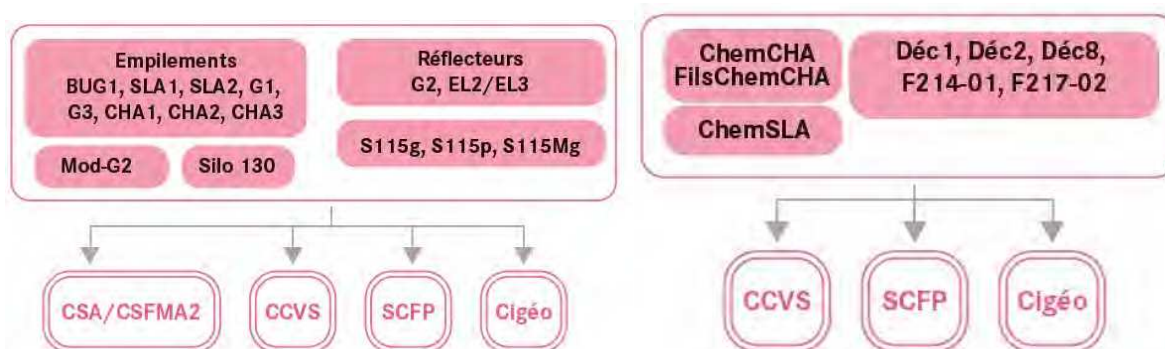 Empilements
BUG1, SLA1, SLA2, G1,
G3, CHA1, CHA2, CHA3
Réflecteurs
G2, EL2/EL3
S115g, S115p, S115Mg
Mod-G2
Silo 130
CSA/CSFMA2
CCVS
SCFP
Cigéo
ChemCHA
FilsChemCHA
ChemSLA
Déc1, Déc2, Déc8,
F214-01, F217-02
CCVS
SCFP
Cigéo